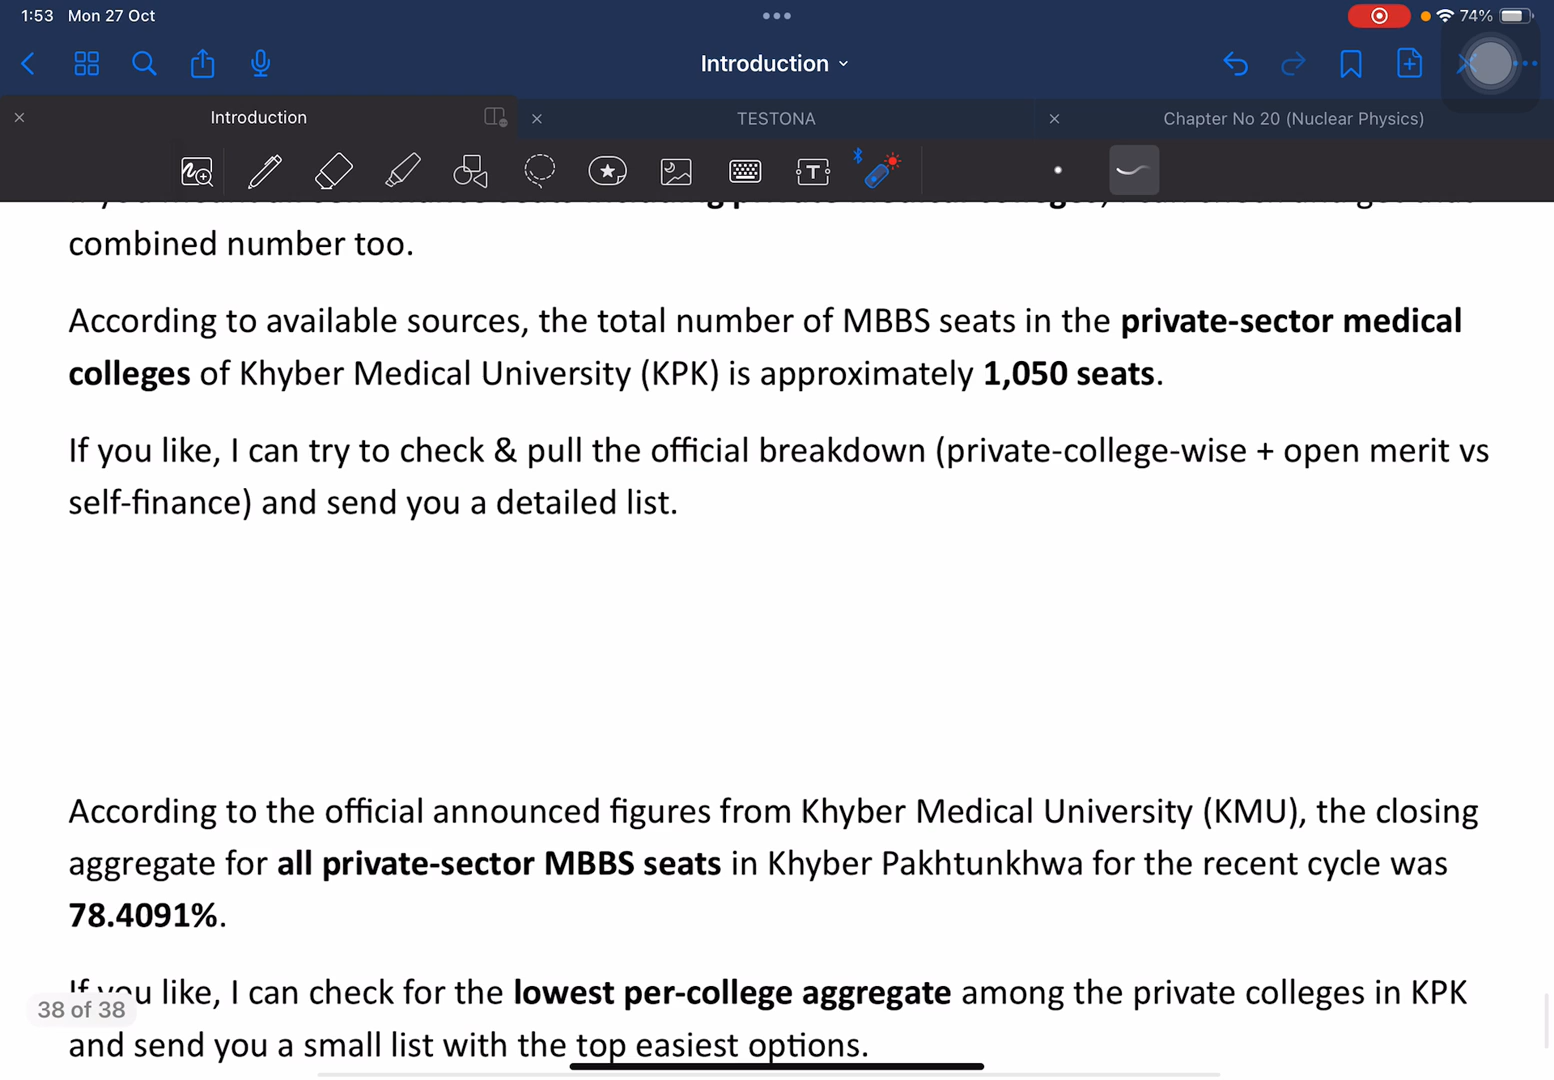 1:53 Mon 27 Oct
74%
Introduction
Introduction
TESTONA
Chapter No 20 (Nuclear Physics)
combined number too.
According to available sources, the total number of MBBS seats in the private-sector medical
colleges of Khyber Medical University (KPK) is approximately 1,050 seats.
If you like, I can try to check & pull the official breakdown (private-college-wise + open merit vs
self-finance) and send you a detailed list.
According to the official announced figures from Khyber Medical University (KMU), the closing
aggregate for all private-sector MBBS seats in Khyber Pakhtunkhwa for the recent cycle was
78.4091%.
If you like, I can check for the lowest per-college aggregate among the private colleges in KPK
38 of 38
and send you a small list with the top easiest options.